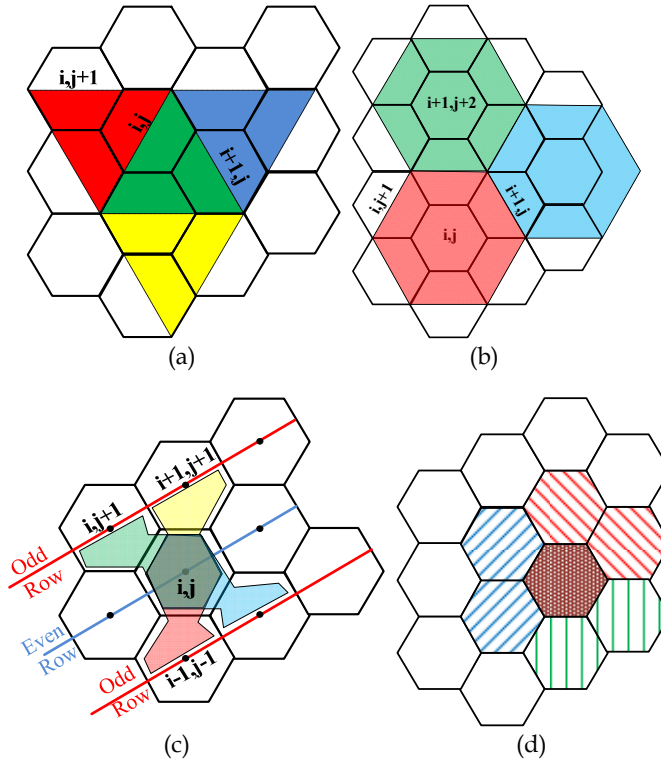 i,j+1
i,j
i+1,j
(a)
i+1,j+2
i,j+1
i+1,j
i,j
(b)
i+1,j+1
i,j+1
i,j
Odd
Row
Even
Row
i-1,j-1
Odd
Row
(c)
(d)